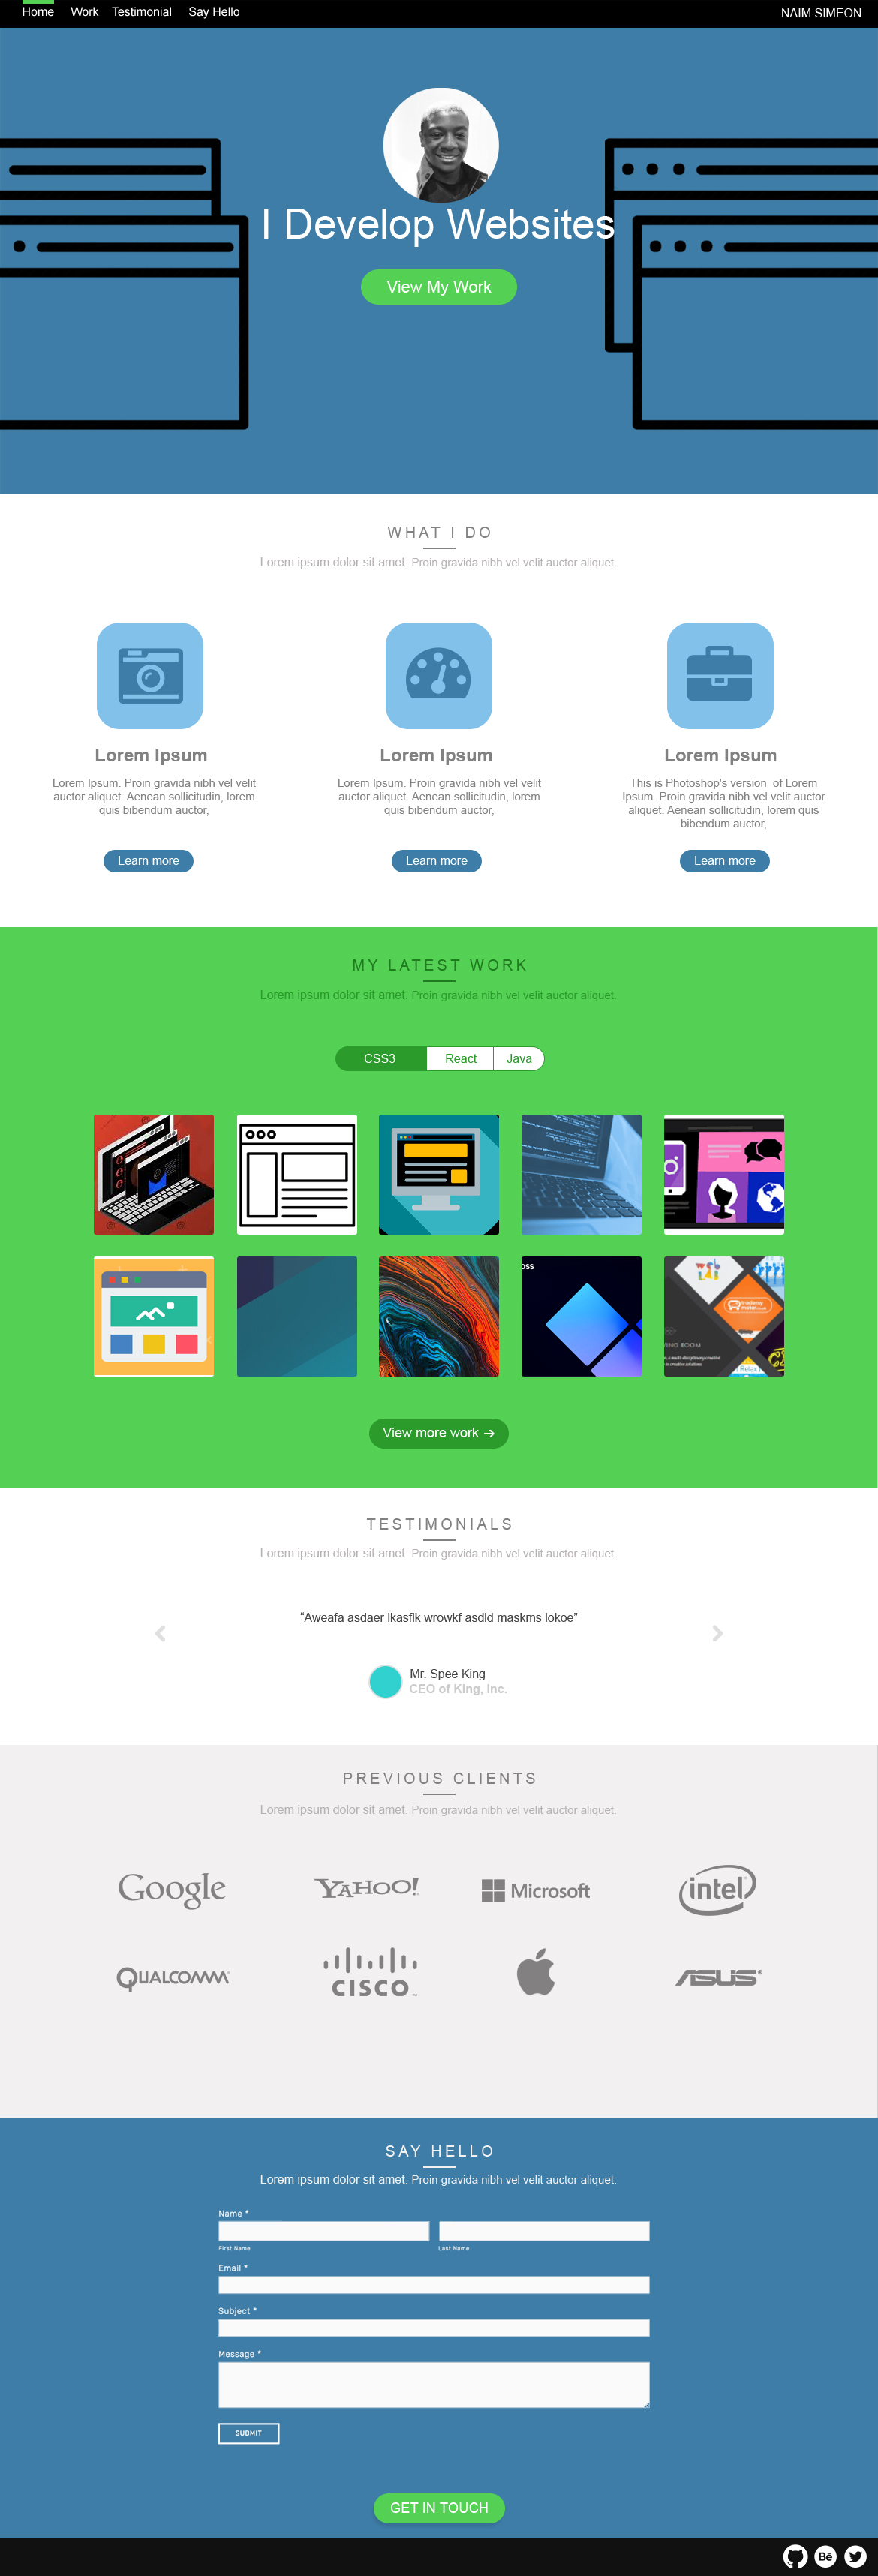 Home Work Testimonial Say Hello NAIM SIMEON
I Develop Websites
View My Work
WHAT I DO
Lorem ipsum dolor sit amet. Proin gravida nibh vel velit auctor aliquet.
Lorem Ipsum
Lorem Ipsum. Proin gravida nibh vel velit
auctor aliquet. Aenean sollicitudin, lorem
quis bibendum auctor,
Learn more
Lorem Ipsum
Lorem Ipsum. Proin gravida nibh vel velit
auctor aliquet. Aenean sollicitudin, lorem
quis bibendum auctor,
Learn more
Lorem Ipsum
This is Photoshop's version  of Lorem
Ipsum. Proin gravida nibh vel velit auctor
aliquet. Aenean sollicitudin, lorem quis
bibendum auctor,
Learn more
MY LATEST WORK
Lorem ipsum dolor sit amet. Proin gravida nibh vel velit auctor aliquet.
CSS3 React Java
oss
View more work →
TESTIMONIALS
Lorem ipsum dolor sit amet. Proin gravida nibh vel velit auctor aliquet.
“Aweafa asdaer lkasflk wrowkf asdld maskms lokoe”
Mr. Spee King
CEO of King, Inc.
PREVIOUS CLIENTS
Lorem ipsum dolor sit amet. Proin gravida nibh vel velit auctor aliquet.
Google YAHOO! Microsoft intel
QUALCOMM CISCO ASUS
SAY HELLO
Lorem ipsum dolor sit amet. Proin gravida nibh vel velit auctor aliquet.
Name *
First Name Last Name
Email *
Subject *
Message *
SUBMIT
GET IN TOUCH
Bē